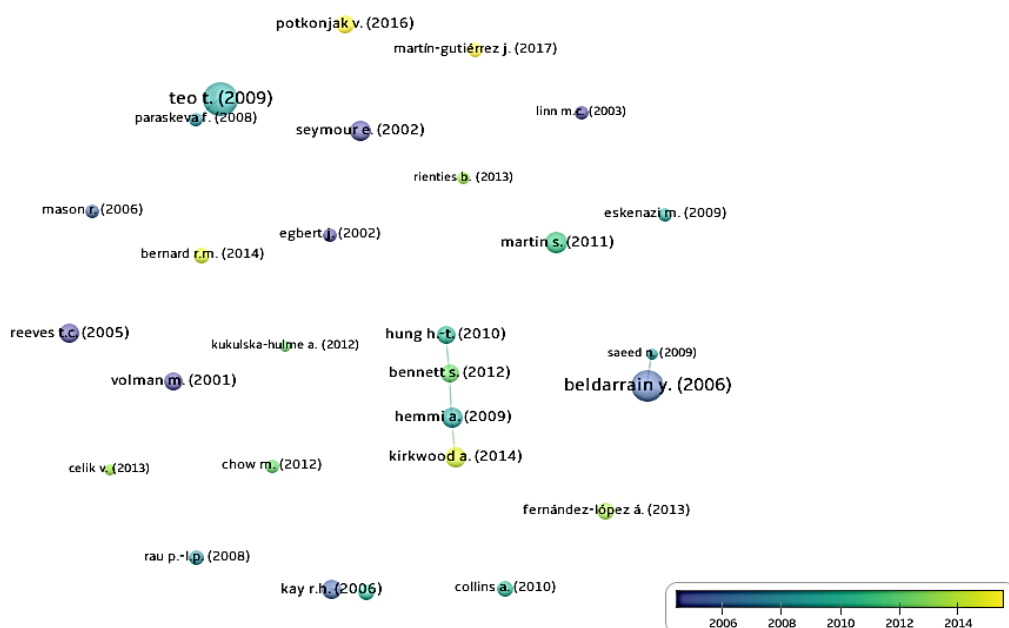 potkonjak v. (2016)
martín-gutiérrez j. (2017)
teo t. (2009)
linn m.c. (2003)
paraskeva f. (2008)
seymour e. (2002)
rienties b. (2013)
mason r. (2006)
eskenazi m. (2009)
egbert j. (2002)
martin s. (2011)
bernard r.m. (2014)
reeves t.c. (2005)
hung h.-t. (2010)
kukulska-hulme a. (2012)
saeed n. (2009)
bennett s. (2012)
volman m. (2001)
beldarrain y. (2006)
hemmi a. (2009)
kirkwood a. (2014)
chow m. (2012)
celik v. (2013)
fernández-lópez á. (2013)
rau p.-l.p. (2008)
collins a. (2010)
kay r.h. (2006)
2006 2008 2010 2012 2014